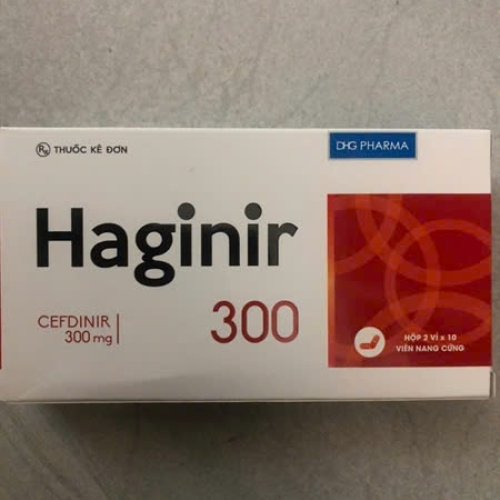 Rx THUỐC KÊ ĐƠN
DHG PHARMA
Haginir
CEFDINIR
300 mg
300
HỘP 2 VỈ x 10
VIÊN NANG CỨNG